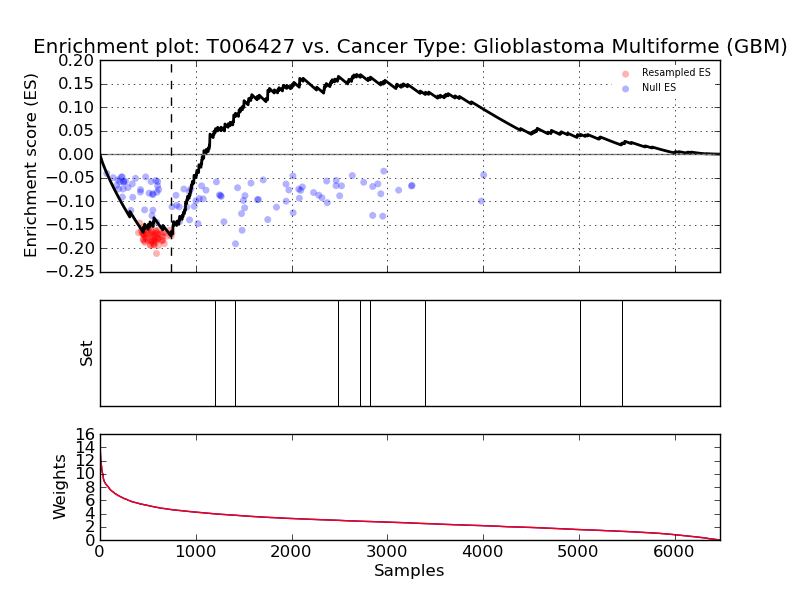 Enrichment plot: T006427 vs. Cancer Type: Glioblastoma Multiforme (GBM)
Enrichment score (ES)
0.20
0.15
0.10
0.05
0.00
−0.05
−0.10
−0.15
−0.20
−0.25
Resampled ES
Null ES
Set
Weights
16
14
12
10
8
6
4
2
0
0 1000 2000 3000 4000 5000 6000
Samples